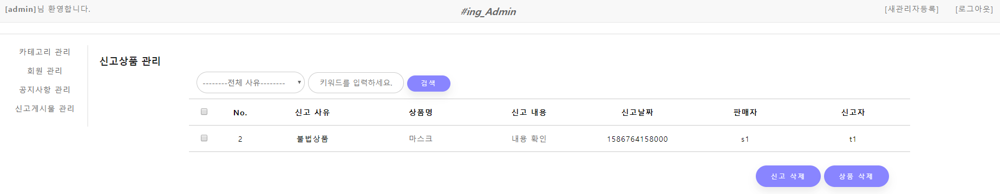 [admin]님 환영합니다.
#ing_Admin
[새관리자등록] [로그아웃]
카테고리 관리
회원 관리
공지사항 관리
신고게시물 관리
신고상품 관리
--------전체 사유--------
키워드를 입력하세요.
검색
No. 신고 사유 상품명 신고 내용 신고날짜 판매자 신고자
2 불법상품 마스크 내용 확인 1586764158000 s1 t1
신고 삭제 상품 삭제